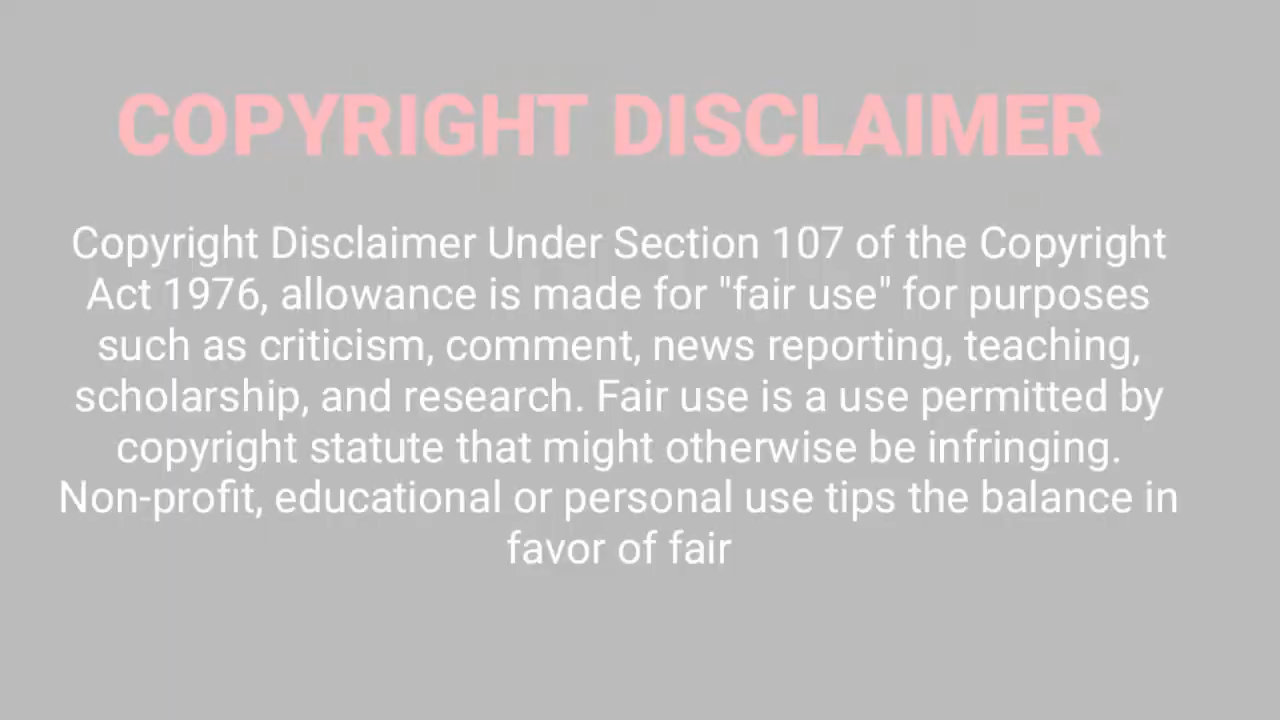 COPYRIGHT DISCLAIMER
Copyright Disclaimer Under Section 107 of the Copyright
Act 1976, allowance is made for "fair use" for purposes
such as criticism, comment, news reporting, teaching,
scholarship, and research. Fair use is a use permitted by
copyright statute that might otherwise be infringing.
Non-profit, educational or personal use tips the balance in
favor of fair